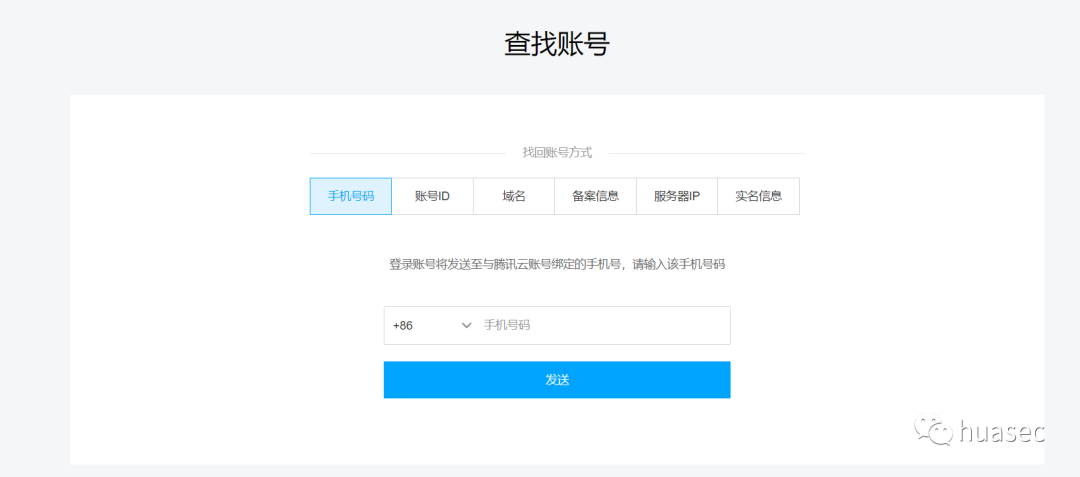 查找账号
找回账号方式
手机号码 账号ID 域名 备案信息 服务器IP 实名信息
登录账号将发送至与腾讯云账号绑定的手机号，请输入该手机号码
+86 手机号码
发送
huasec